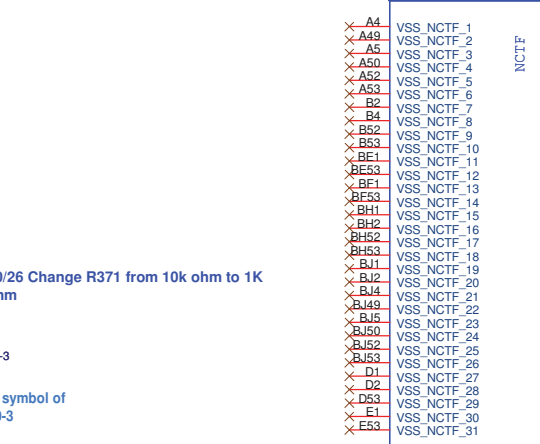 A4 VSS_NCTF_1
A49 VSS_NCTF_2
A5 VSS_NCTF_3
A50 VSS_NCTF_4
A52 VSS_NCTF_5
A53 VSS_NCTF_6
B2 VSS_NCTF_7
B4 VSS_NCTF_8
B52 VSS_NCTF_9
B53 VSS_NCTF_10
BE1 VSS_NCTF_11
BE53 VSS_NCTF_12
BF1 VSS_NCTF_13
BF53 VSS_NCTF_14
BH1 VSS_NCTF_15
BH2 VSS_NCTF_16
BH52 VSS_NCTF_17
BH53 VSS_NCTF_18
BJ1 VSS_NCTF_19
BJ2 VSS_NCTF_20
BJ4 VSS_NCTF_21
BJ49 VSS_NCTF_22
BJ5 VSS_NCTF_23
BJ50 VSS_NCTF_24
BJ52 VSS_NCTF_25
BJ53 VSS_NCTF_26
D1 VSS_NCTF_27
D2 VSS_NCTF_28
D53 VSS_NCTF_29
E1 VSS_NCTF_30
E53 VSS_NCTF_31
NCTF
0/26 Change R371 from 10k ohm to 1K
hm
-3
symbol of
0-3